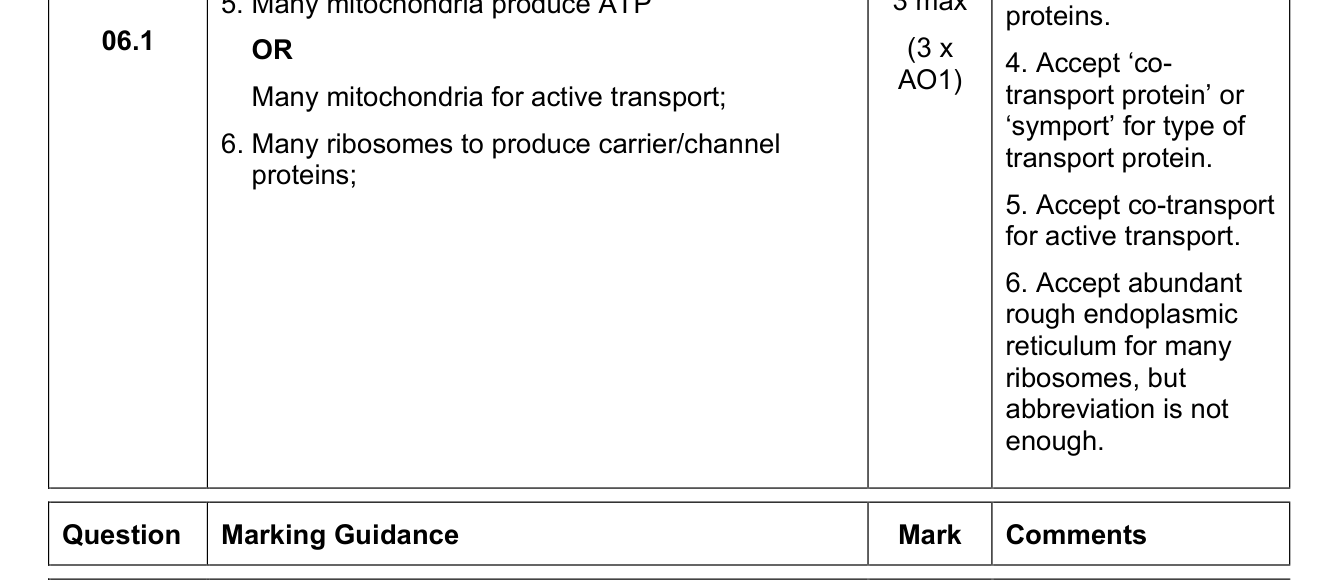 5. Many mitochondria produce ATP
OR
Many mitochondria for active transport;
6. Many ribosomes to produce carrier/channel
proteins;
06.1
3 max
(3 x
AO1)
proteins.
4. Accept ‘co-
transport protein’ or
‘symport’ for type of
transport protein.
5. Accept co-transport
for active transport.
6. Accept abundant
rough endoplasmic
reticulum for many
ribosomes, but
abbreviation is not
enough.
Question Marking Guidance Mark Comments